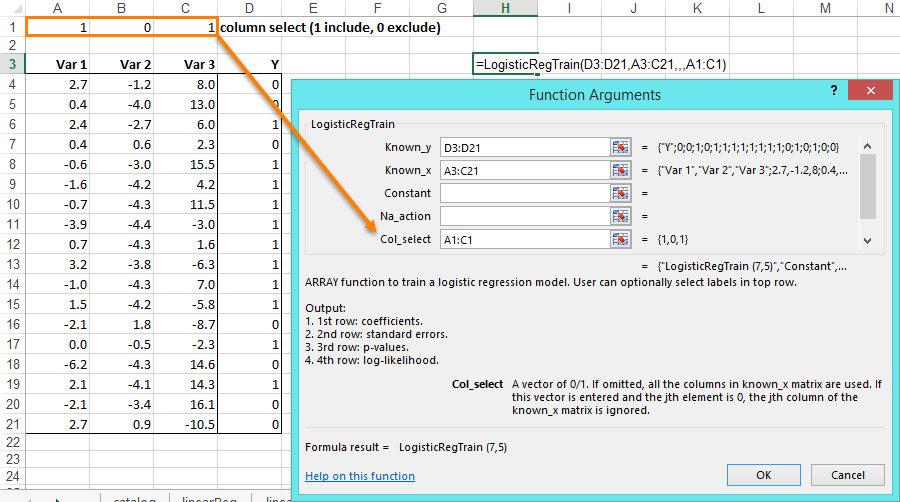 A B C D E F G H I J K L M N
1 1 0 1 column select (1 include, 0 exclude)
2
3 Var 1 Var 2 Var 3 Y =LogisticRegTrain(D3:D21,A3:C21,,,A1:C1)
4 2.7 -1.2 8.0 0
5 0.4 -4.0 13.0 0
6 2.4 -2.7 6.0 1
7 0.4 0.6 2.3 0
8 -0.6 -3.0 15.5 1
9 -1.6 -4.2 4.2 1
10 -0.7 -4.3 11.5 1
11 -3.9 -4.4 -3.0 1
12 0.7 -4.3 1.6 1
13 3.2 -3.8 -6.3 1
14 -1.0 -4.3 7.0 1
15 1.5 -4.2 -5.8 1
16 -2.1 1.8 -8.7 0
17 0.0 -0.5 -2.3 1
18 -6.2 -4.3 14.6 0
19 2.1 -4.1 14.3 1
20 -2.1 -3.4 16.1 0
21 2.7 0.9 -10.5 0
22
23
24
Function Arguments
? ×
LogisticRegTrain
Known_y D3:D21 = {"Y";0;0;1;0;1;1;1;1;1;1;1;1;0;1;0;1;0;0}
Known_x A3:C21 = {"Var 1","Var 2","Var 3";2.7,-1.2,8;0.4,...
Constant =
Na_action =
Col_select A1:C1 = {1,0,1}
= {"LogisticRegTrain (7,5)","Constant",...
ARRAY function to train a logistic regression model. User can optionally select labels in top row.
Output:
1. 1st row: coefficients.
2. 2nd row: standard errors.
3. 3rd row: p-values.
4. 4th row: log-likelihood.
Col_select A vector of 0/1. If omitted, all the columns in known_x matrix are used. If
this vector is entered and the jth element is 0, the jth column of the
known_x matrix is ignored.
Formula result = LogisticRegTrain (7,5)
Help on this function
OK Cancel
catalog linearReg